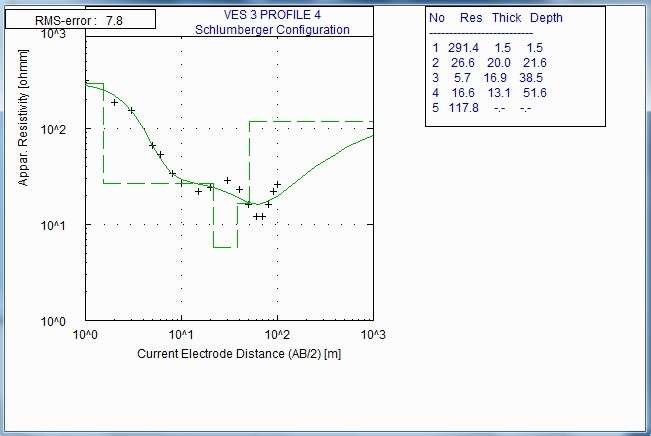 RMS-error: 7.8
VES 3 PROFILE 4
Schlumberger Configuration
No Res Thick Depth
--------------------------
1 291.4 1.5 1.5
2 26.6 20.0 21.6
3 5.7 16.9 38.5
4 16.6 13.1 51.6
5 117.8 -.- -.-
Appar. Resistivity [ohmm]
10^3
10^2
10^1
10^0
10^0 10^1 10^2 10^3
Current Electrode Distance (AB/2) [m]